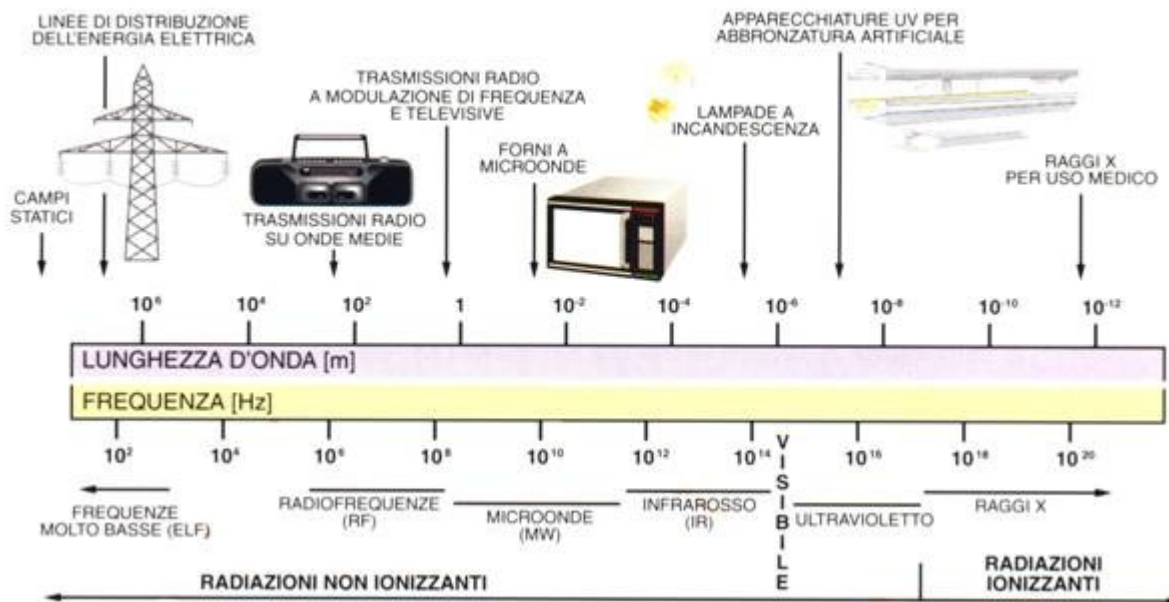 LINEE DI DISTRIBUZIONE
DELL'ENERGIA ELETTRICA
APPARECCHIATURE UV PER
ABBRONZATURA ARTIFICIALE
TRASMISSIONI RADIO
A MODULAZIONE DI FREQUENZA
E TELEVISIVE
LAMPADE A
INCANDESCENZA
FORNI A
MICROONDE
RAGGI X
PER USO MEDICO
CAMPI
STATICI
TRASMISSIONI RADIO
SU ONDE MEDIE
10⁶ 10⁴ 10² 1 10⁻² 10⁻⁴ 10⁻⁶ 10⁻⁸ 10⁻¹⁰ 10⁻¹²
LUNGHEZZA D'ONDA [m]
FREQUENZA [Hz]
10² 10⁴ 10⁶ 10⁸ 10¹⁰ 10¹² 10¹⁴ 10¹⁶ 10¹⁸ 10²⁰
VISIBILE
FREQUENZE
MOLTO BASSE (ELF)
RADIOFREQUENZE
(RF)
MICROONDE
(MW)
INFRAROSSO
(IR)
ULTRAVIOLETTO
RAGGI X
RADIAZIONI NON IONIZZANTI
RADIAZIONI
IONIZZANTI